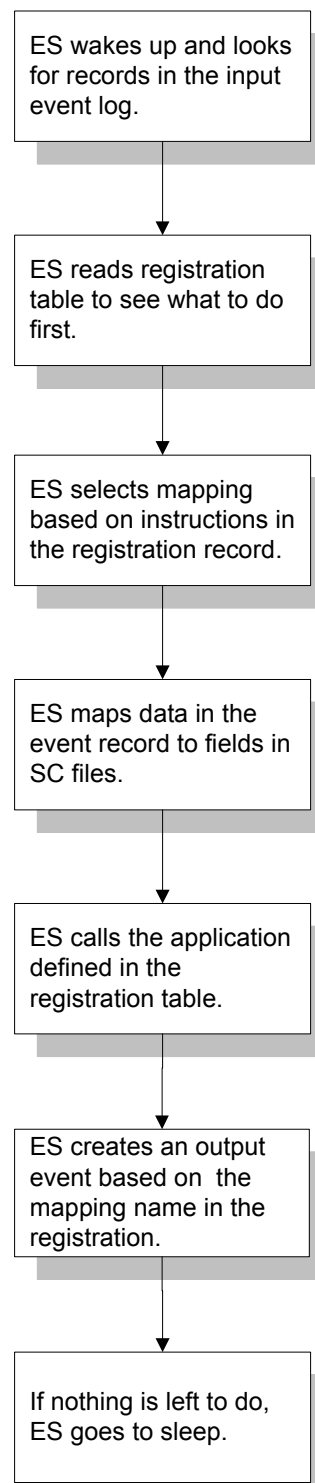 ES wakes up and looks
for records in the input
event log.
ES reads registration
table to see what to do
first.
ES selects mapping
based on instructions in
the registration record.
ES maps data in the
event record to fields in
SC files.
ES calls the application
defined in the
registration table.
ES creates an output
event based on  the
mapping name in the
registration.
If nothing is left to do,
ES goes to sleep.